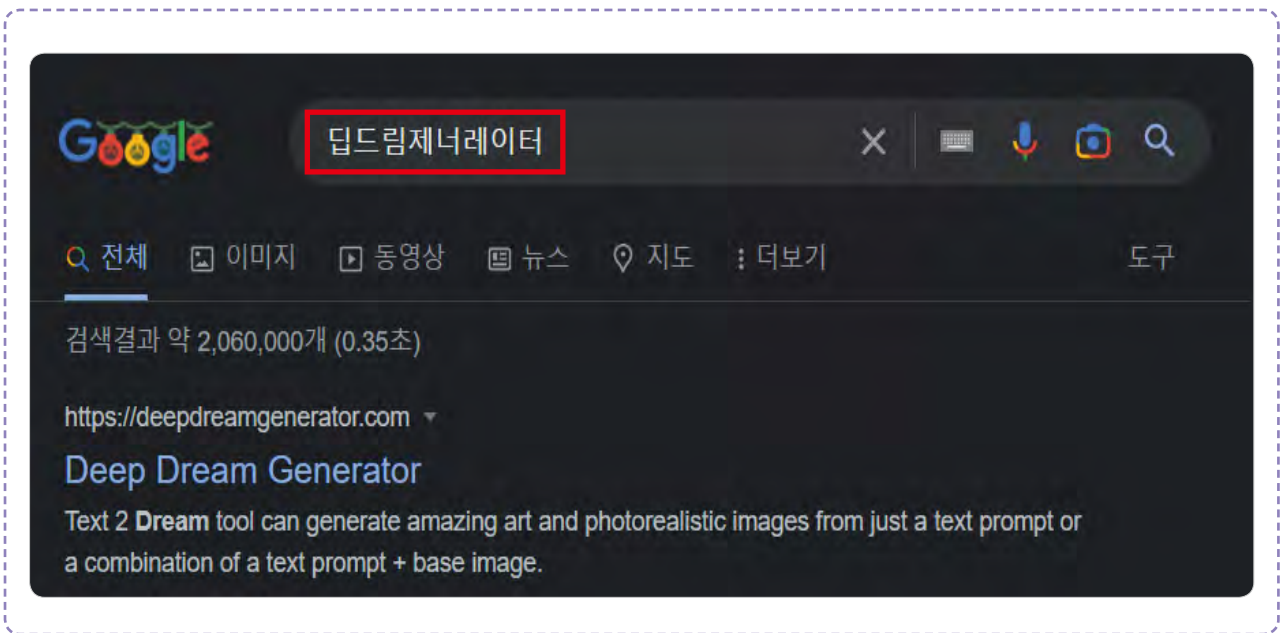 Google 딥드림제너레이터
전체 이미지 동영상 뉴스 지도 더보기 도구
검색결과 약 2,060,000개 (0.35초)
https://deepdreamgenerator.com
Deep Dream Generator
Text 2 Dream tool can generate amazing art and photorealistic images from just a text prompt or
a combination of a text prompt + base image.